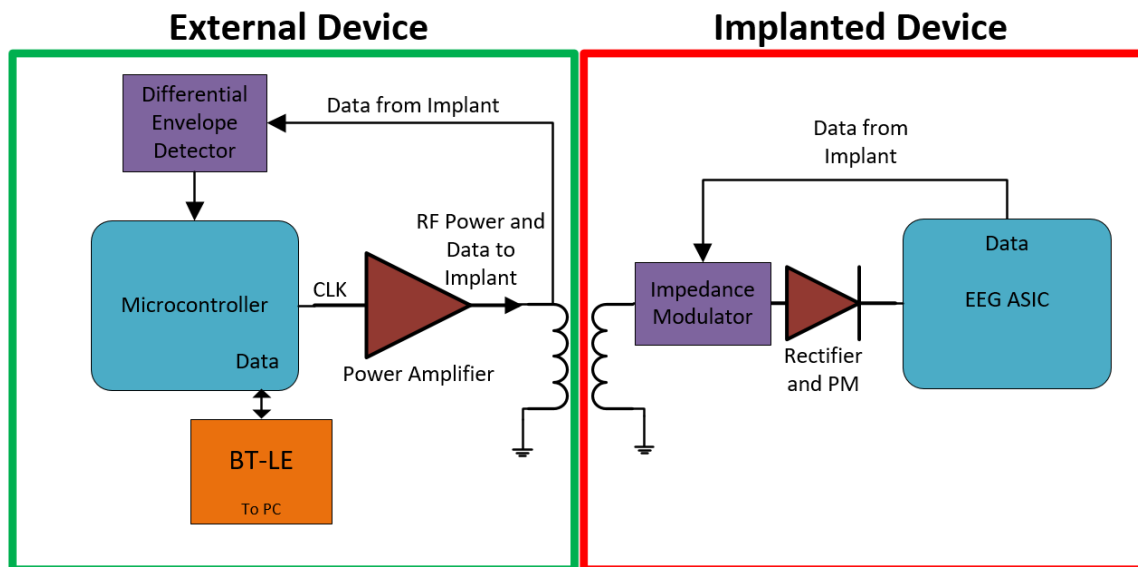 External Device
Implanted Device
Differential
Envelope
Detector
Data from Implant
RF Power and
Data to
Implant
Microcontroller
CLK
Data
Power Amplifier
BT-LE
To PC
Data from
Implant
Impedance
Modulator
Rectifier
and PM
Data
EEG ASIC